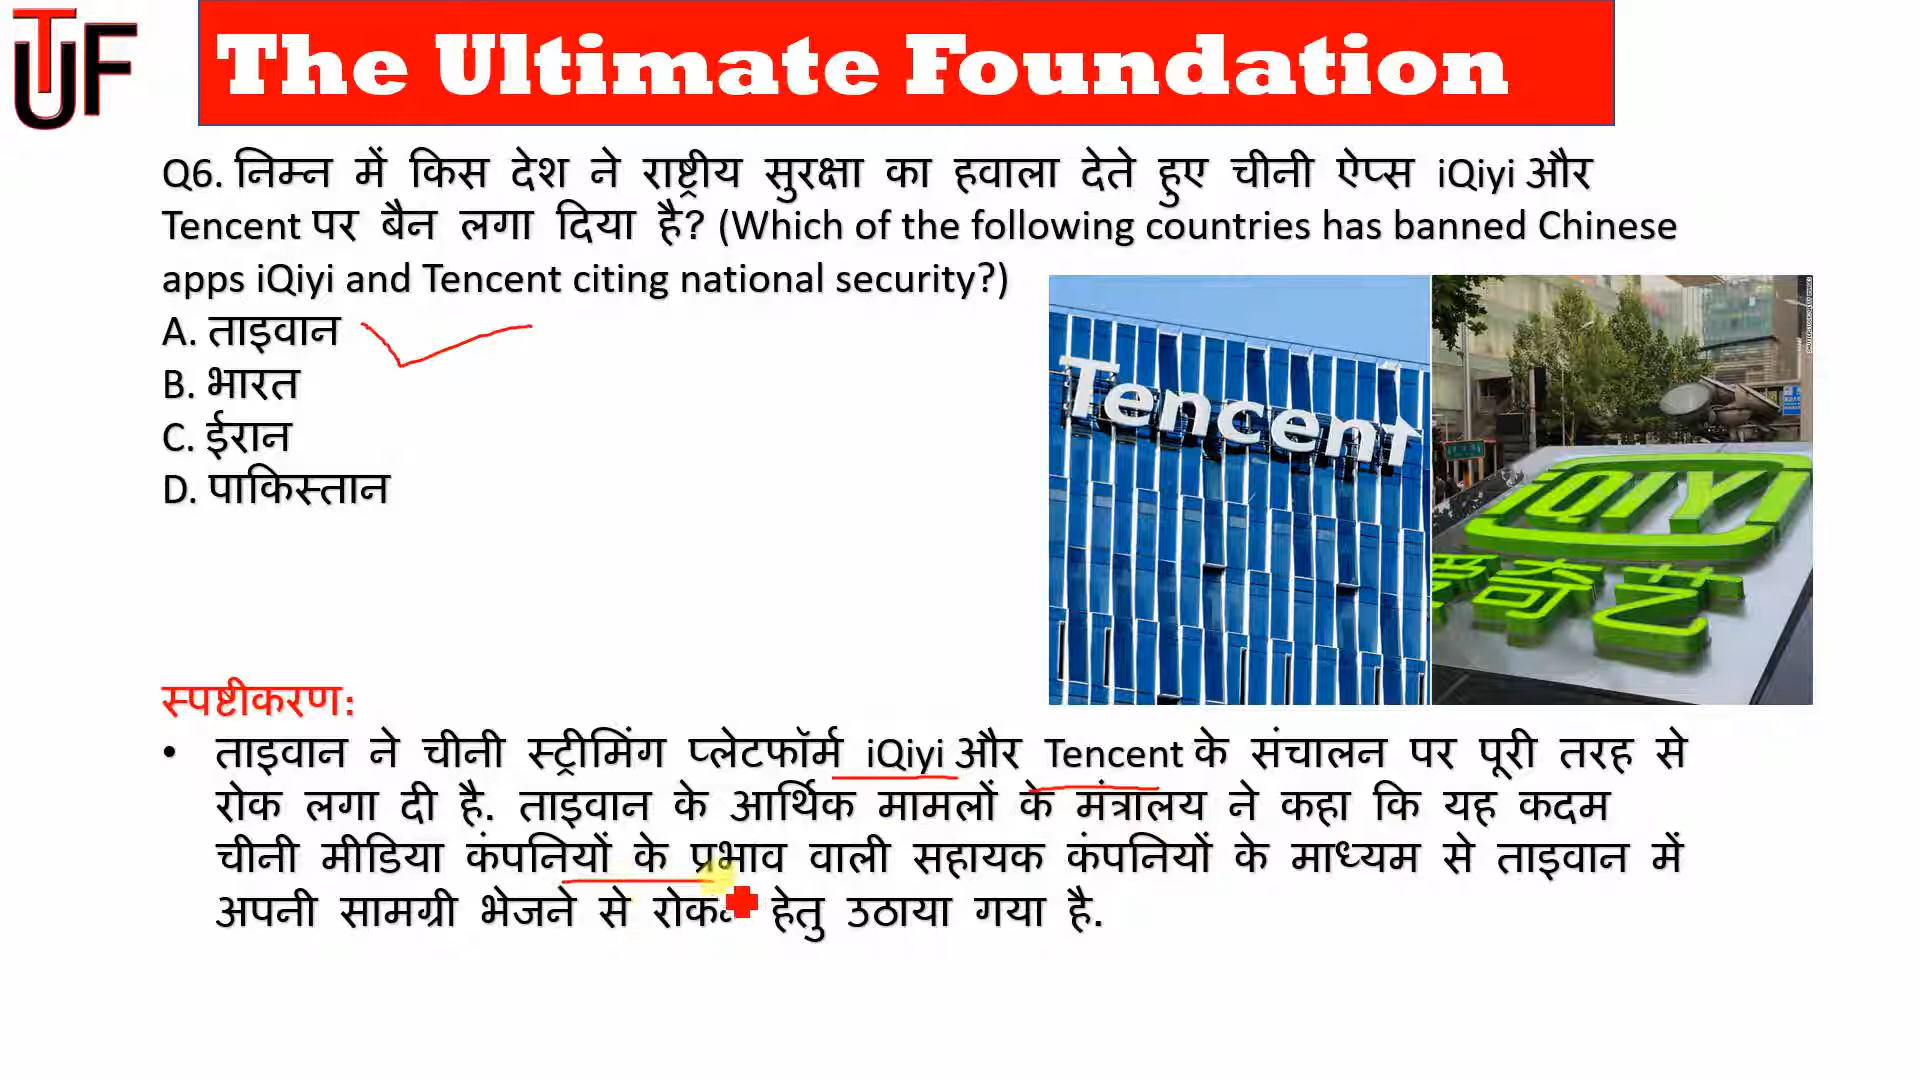 TUF
The Ultimate Foundation
Q6. निम्न में किस देश ने राष्ट्रीय सुरक्षा का हवाला देते हुए चीनी ऐप्स iQiyi और
Tencent पर बैन लगा दिया है? (Which of the following countries has banned Chinese
apps iQiyi and Tencent citing national security?)
A. ताइवान
B. भारत
C. ईरान
D. पाकिस्तान
Tencent
iQIYI
奇艺
स्पष्टीकरण:
• ताइवान ने चीनी स्ट्रीमिंग प्लेटफॉर्म iQiyi और Tencent के संचालन पर पूरी तरह से
रोक लगा दी है. ताइवान के आर्थिक मामलों के मंत्रालय ने कहा कि यह कदम
चीनी मीडिया कंपनियों के प्रभाव वाली सहायक कंपनियों के माध्यम से ताइवान में
अपनी सामग्री भेजने से हेतु उठाया गया है.